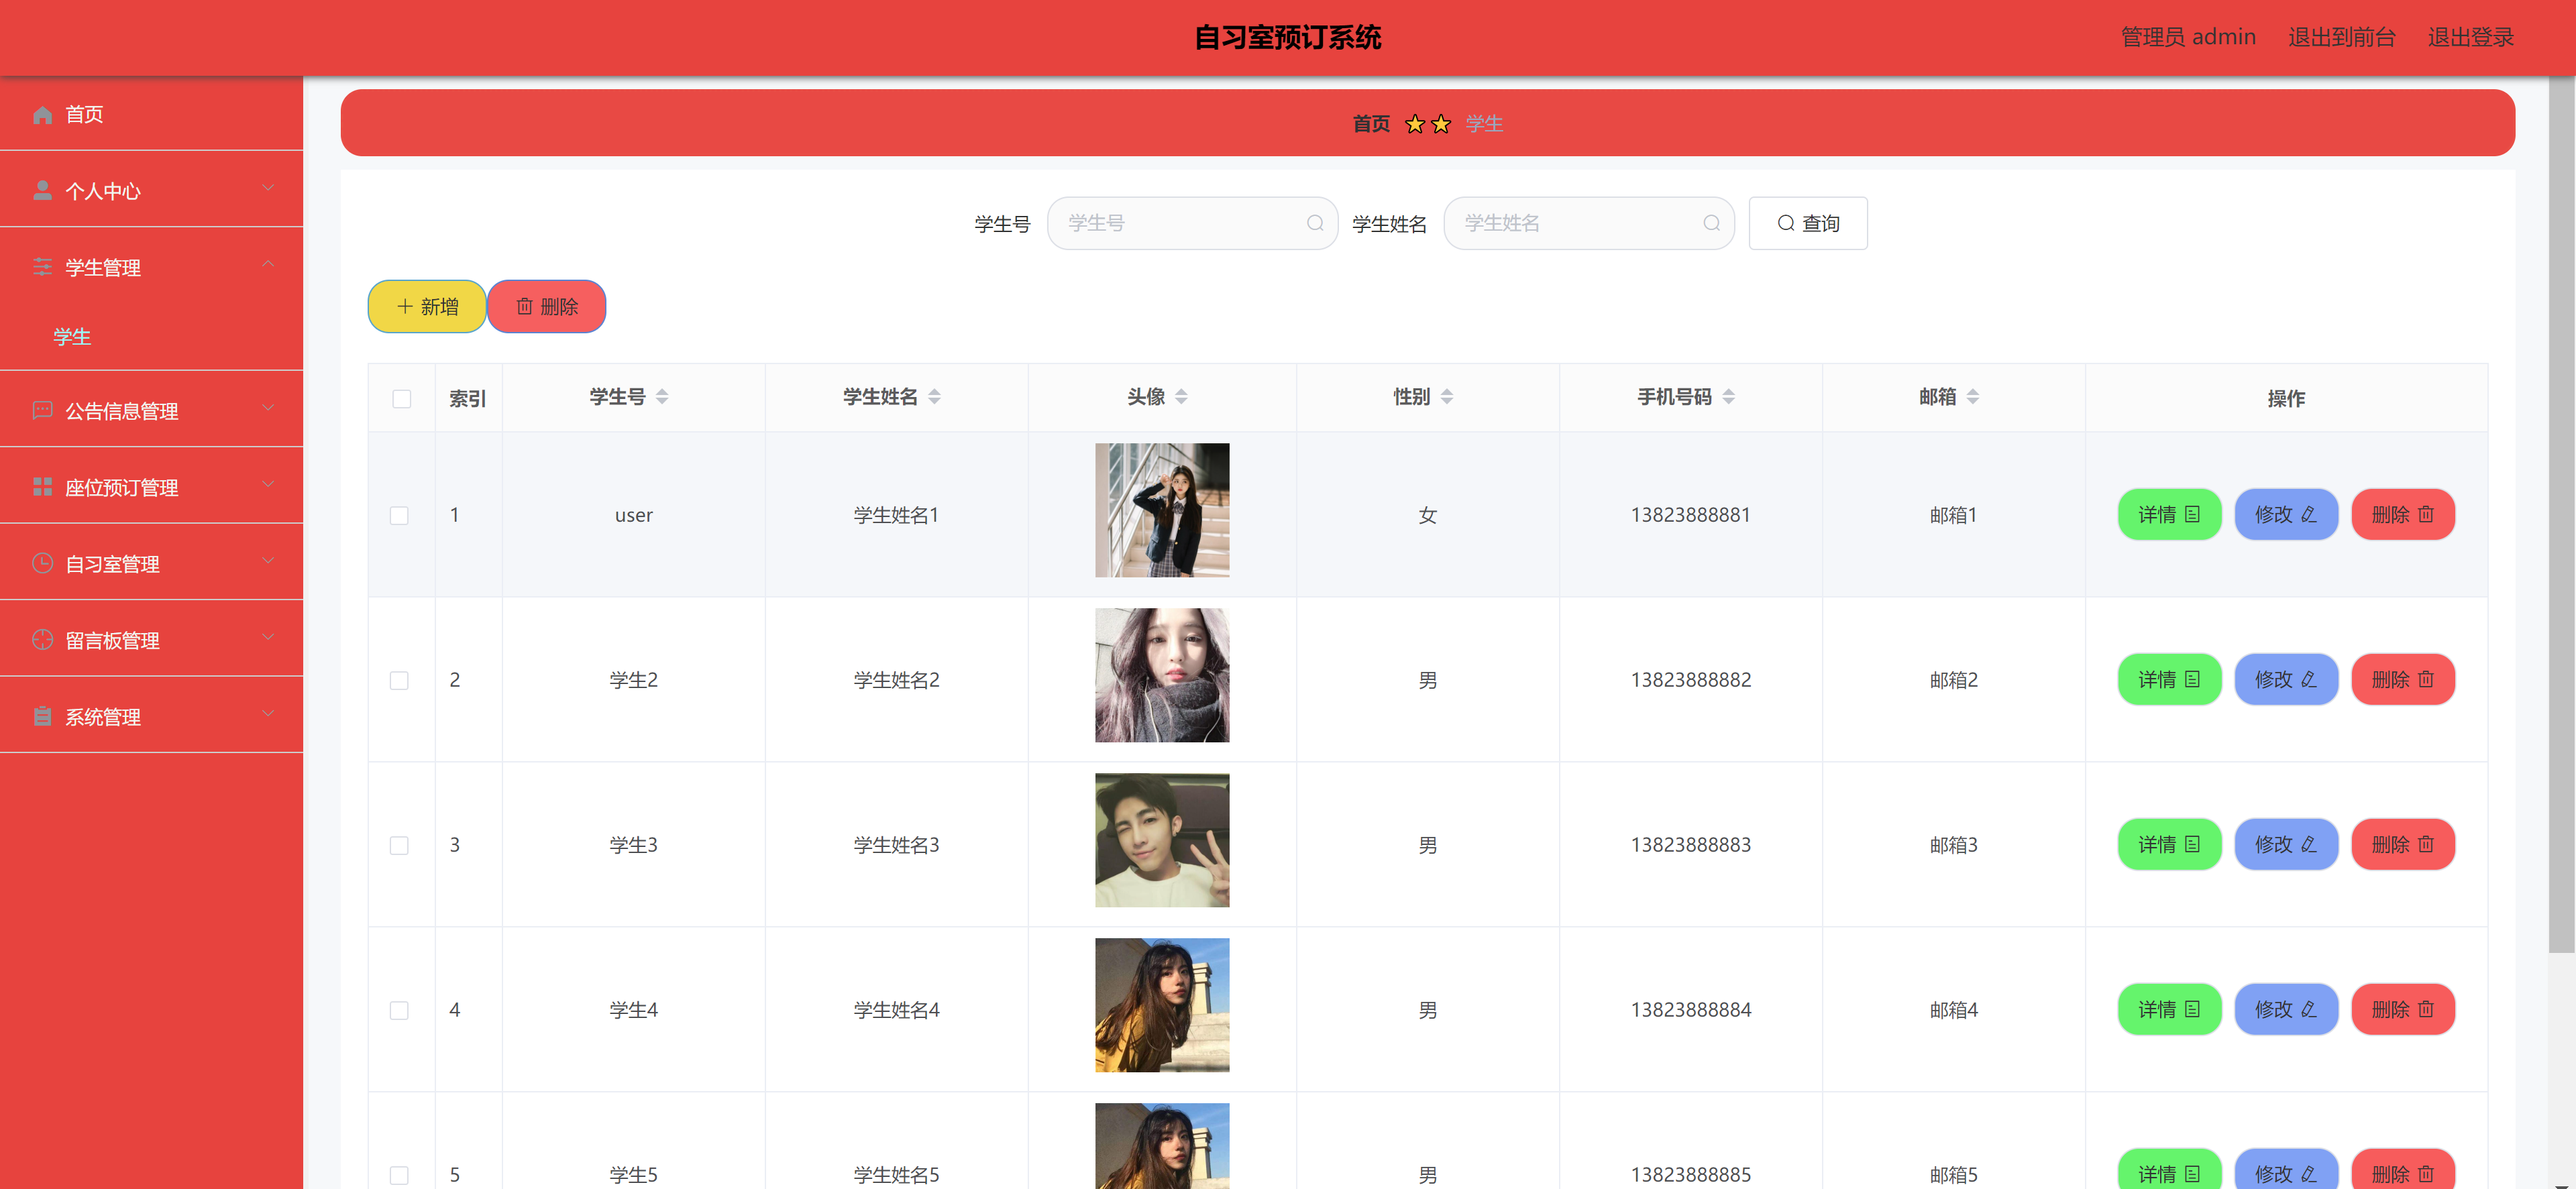 自习室预订系统
管理员 admin 退出到前台 退出登录
首页
个人中心
学生管理
学生
公告信息管理
座位预订管理
自习室管理
留言板管理
系统管理
首页 学生
学生号 学生号 学生姓名 学生姓名 查询
新增 删除
索引 学生号 学生姓名 头像 性别 手机号码 邮箱 操作
1 user 学生姓名1 女 13823888881 邮箱1 详情 修改 删除
2 学生2 学生姓名2 男 13823888882 邮箱2 详情 修改 删除
3 学生3 学生姓名3 男 13823888883 邮箱3 详情 修改 删除
4 学生4 学生姓名4 男 13823888884 邮箱4 详情 修改 删除
5 学生5 学生姓名5 男 13823888885 邮箱5 详情 修改 删除